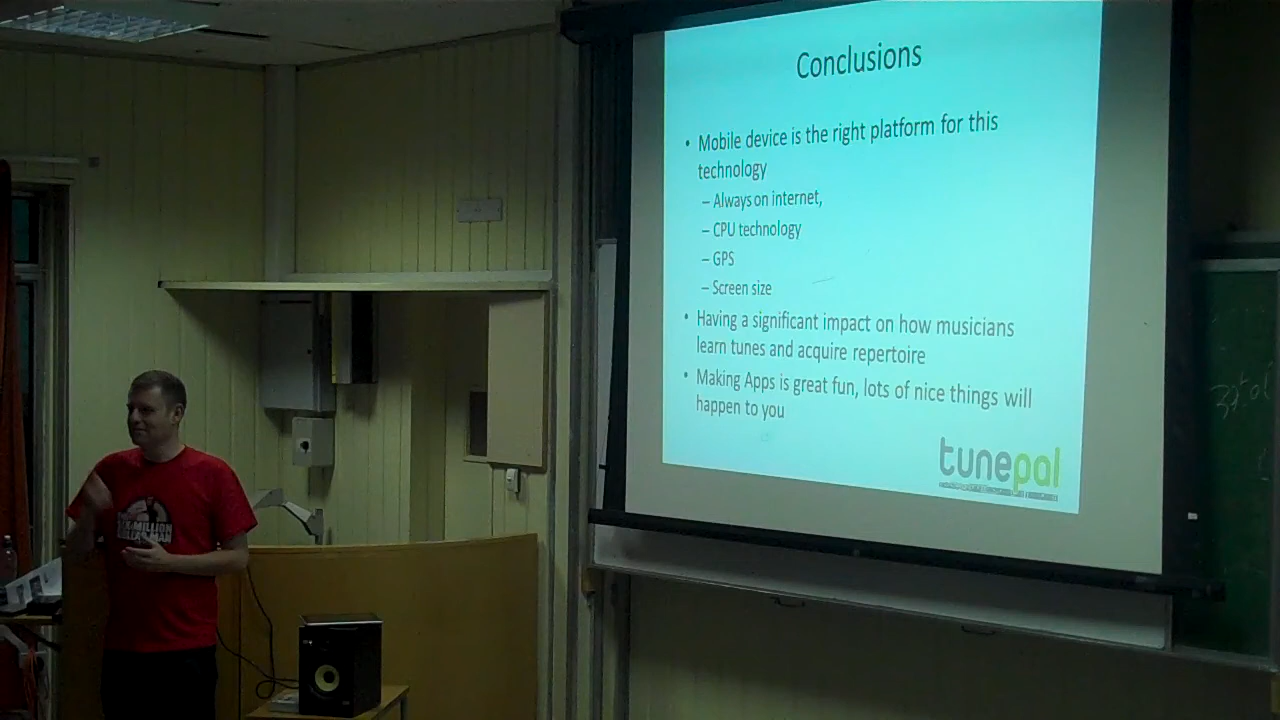 Conclusions
• Mobile device is the right platform for this
technology
– Always on internet,
– CPU technology
– GPS
– Screen size
• Having a significant impact on how musicians
learn tunes and acquire repertoire
• Making Apps is great fun, lots of nice things will
happen to you
tunepal
MILLION
MAN